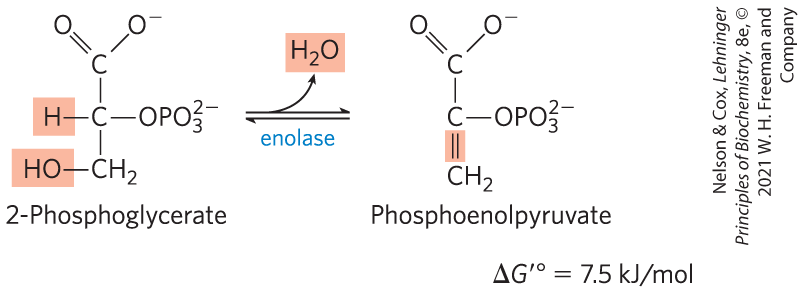 O O⁻
C
H–C–OPO₃²⁻
HO–CH₂
2-Phosphoglycerate
H₂O
enolase
O O⁻
C
C–OPO₃²⁻
CH₂
Phosphoenolpyruvate
ΔG′° = 7.5 kJ/mol
Nelson & Cox, Lehninger
Principles of Biochemistry, 8e, ©
2021 W. H. Freeman and
Company